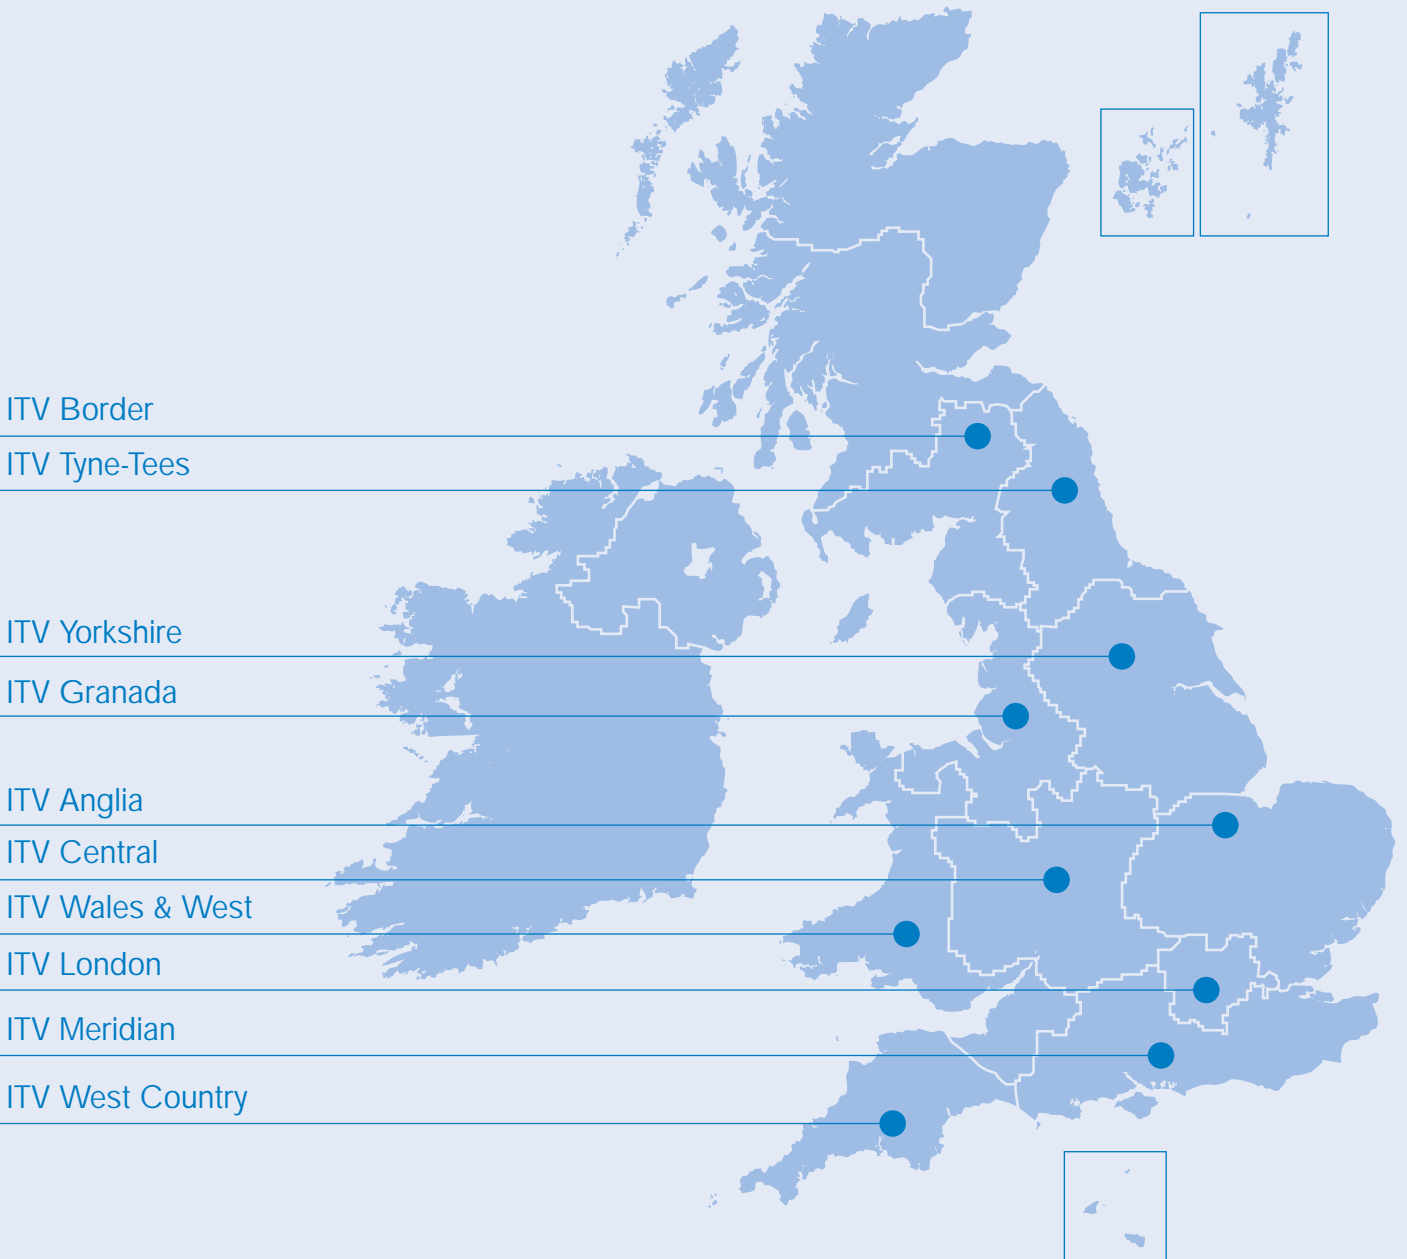 ITV Border
ITV Tyne-Tees
ITV Yorkshire
ITV Granada
ITV Anglia
ITV Central
ITV Wales & West
ITV London
ITV Meridian
ITV West Country